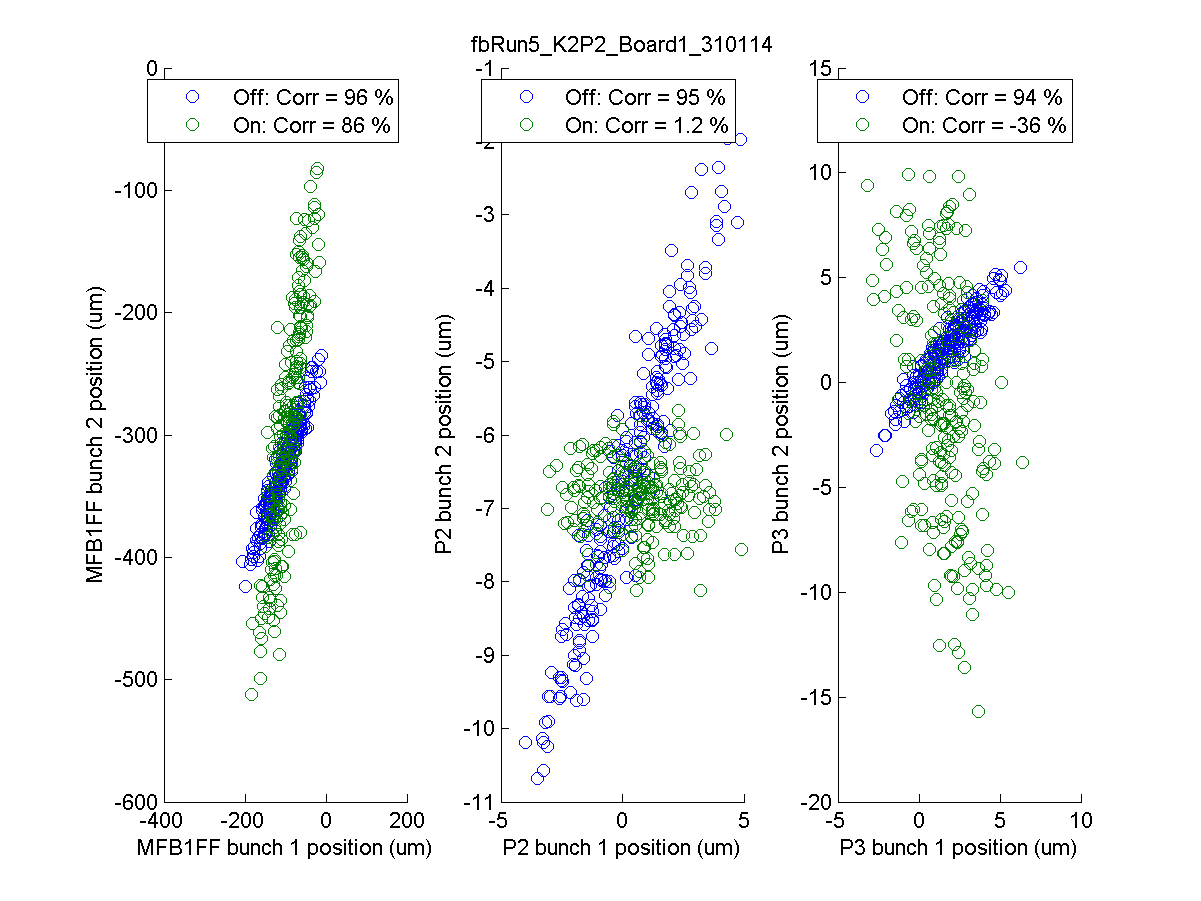 fbRun5_K2P2_Board1_310114
0
-100
-200
-300
-400
-500
-600
-400
-200
0
200
MFB1FF bunch 2 position (um)
MFB1FF bunch 1 position (um)
Off: Corr = 96 %
On: Corr = 86 %
-1
-2
-3
-4
-5
-6
-7
-8
-9
-10
-11
-5
0
5
P2 bunch 2 position (um)
P2 bunch 1 position (um)
Off: Corr = 95 %
On: Corr = 1.2 %
15
10
5
0
-5
-10
-15
-20
-5
0
5
10
P3 bunch 2 position (um)
P3 bunch 1 position (um)
Off: Corr = 94 %
On: Corr = -36 %